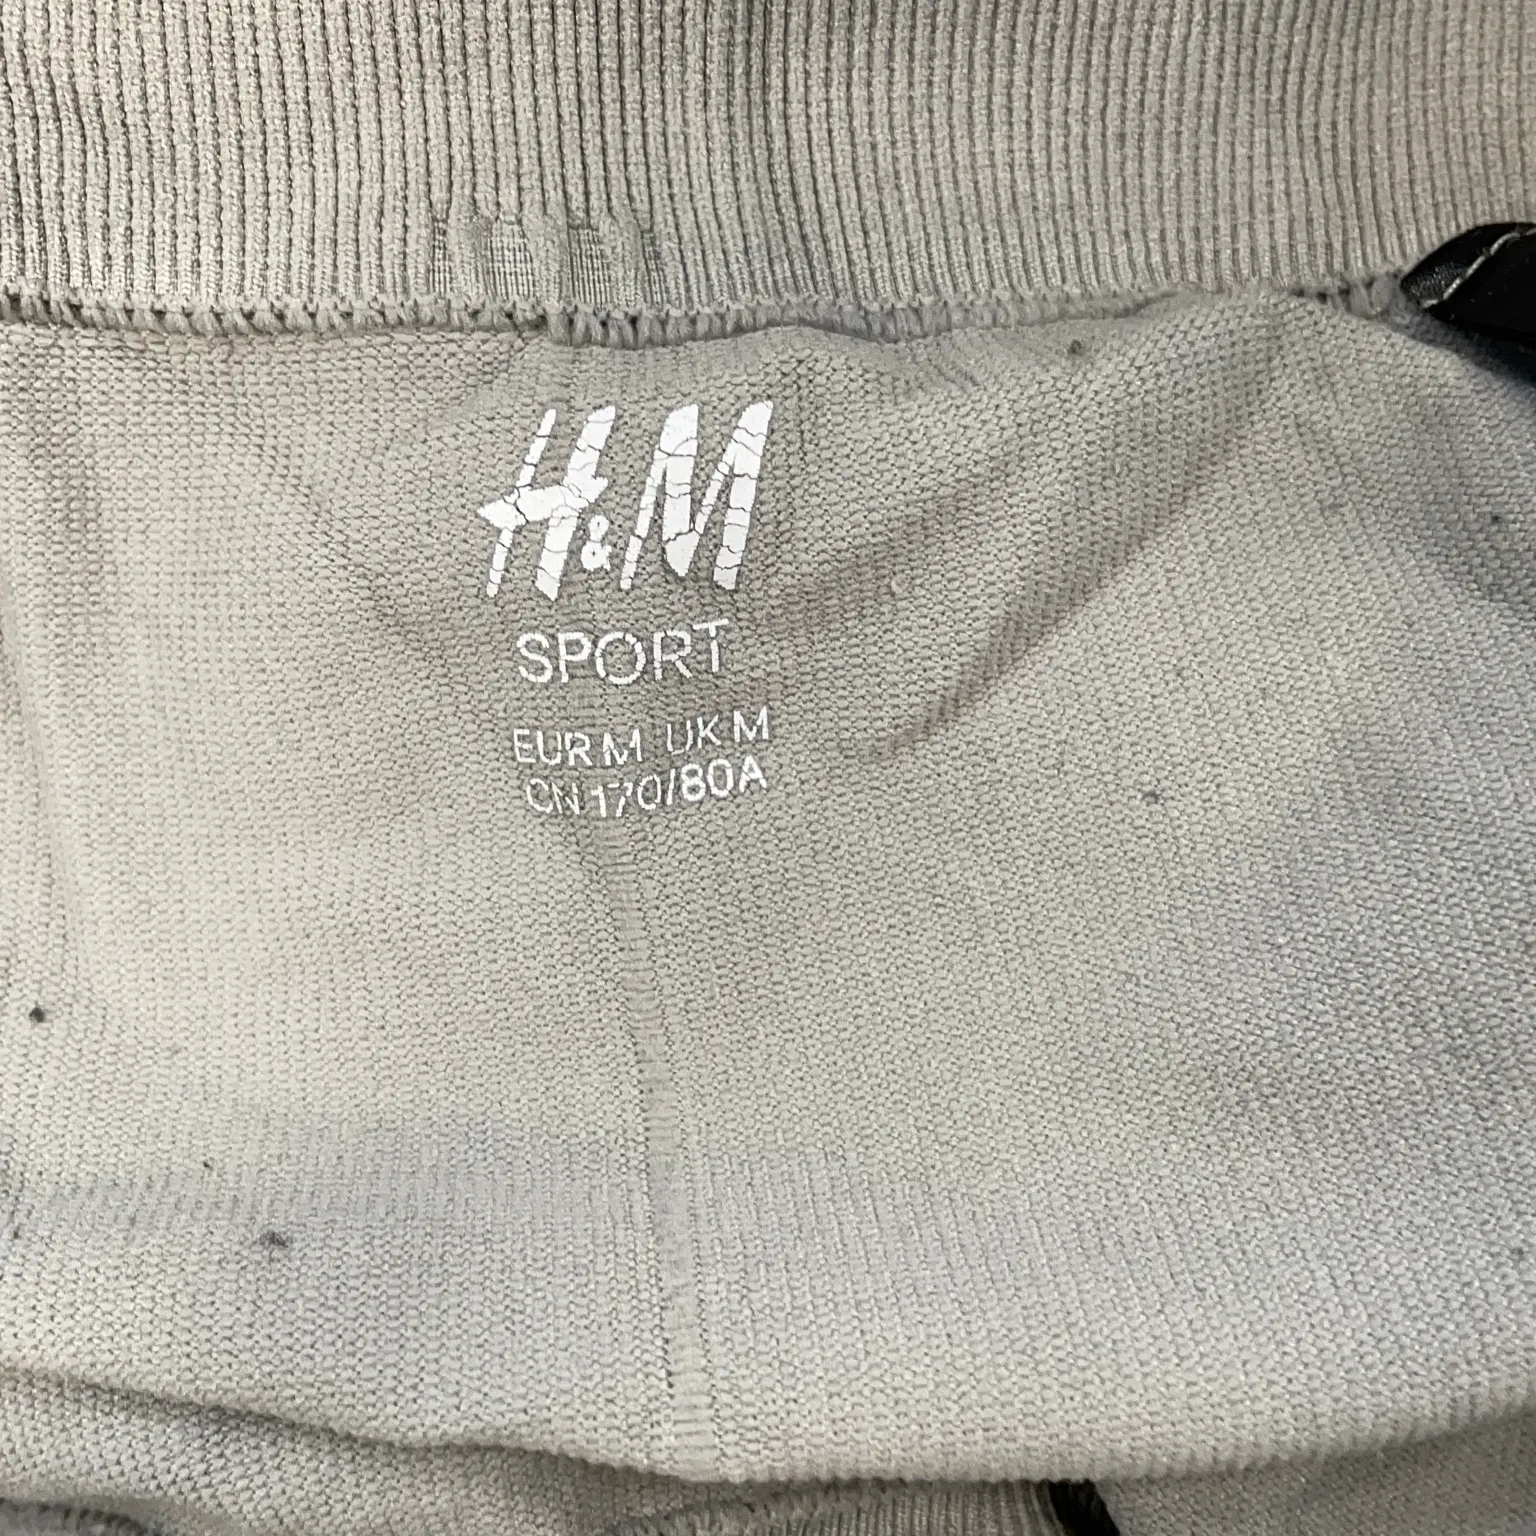 H&M
SPORT
EUR M UK M
CN 170/80A